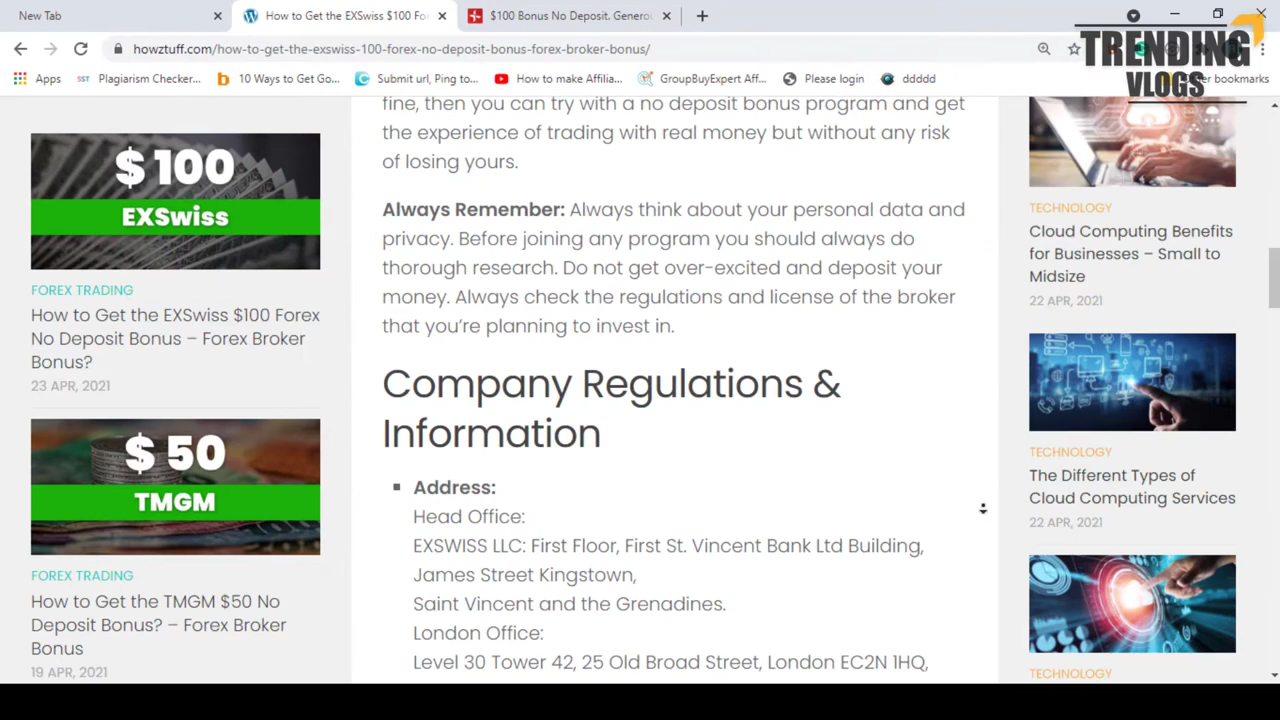 New Tab
How to Get the EXSwiss $100 Fo
$100 Bonus No Deposit. Genero
TRENDING
VLOGS
howztuff.com/how-to-get-the-exswiss-100-forex-no-deposit-bonus-forex-broker-bonus/
Apps
Plagiarism Checker...
10 Ways to Get Go...
Submit url, Ping to...
How to make Affilia...
GroupBuyExpert Aff...
Please login
ddddd
bookmarks
$ 100
EXSwiss
FOREX TRADING
How to Get the EXSwiss $100 Forex
No Deposit Bonus – Forex Broker
Bonus?
23 APR, 2021
$ 50
TMGM
FOREX TRADING
How to Get the TMGM $50 No
Deposit Bonus? – Forex Broker
Bonus
19 APR, 2021
fine, then you can try with a no deposit bonus program and get
the experience of trading with real money but without any risk
of losing yours.
Always Remember: Always think about your personal data and
privacy. Before joining any program you should always do
thorough research. Do not get over-excited and deposit your
money. Always check the regulations and license of the broker
that you're planning to invest in.
Company Regulations &
Information
Address:
Head Office:
EXSWISS LLC: First Floor, First St. Vincent Bank Ltd Building,
James Street Kingstown,
Saint Vincent and the Grenadines.
London Office:
Level 30 Tower 42, 25 Old Broad Street, London EC2N 1HQ,
TECHNOLOGY
Cloud Computing Benefits
for Businesses – Small to
Midsize
22 APR, 2021
TECHNOLOGY
The Different Types of
Cloud Computing Services
22 APR, 2021
TECHNOLOGY